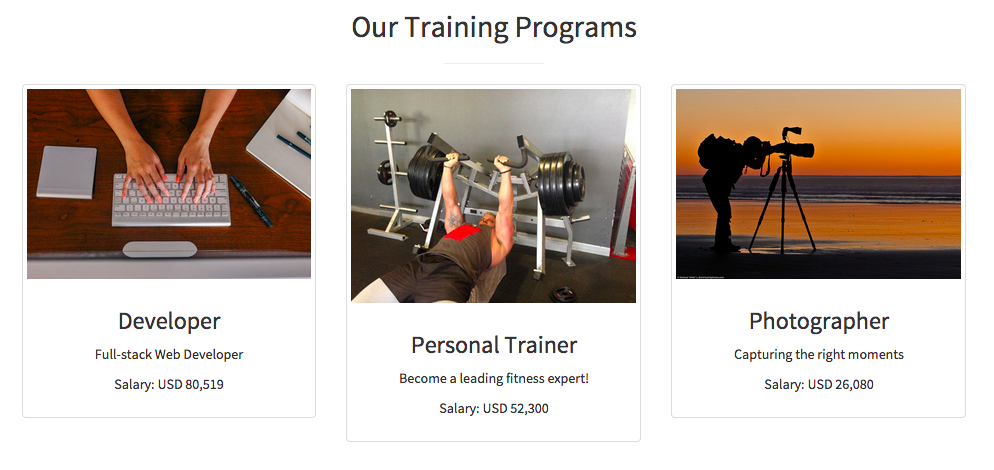 Our Training Programs
Developer
Full-stack Web Developer
Salary: USD 80,519
Personal Trainer
Become a leading fitness expert!
Salary: USD 52,300
Photographer
Capturing the right moments
Salary: USD 26,080